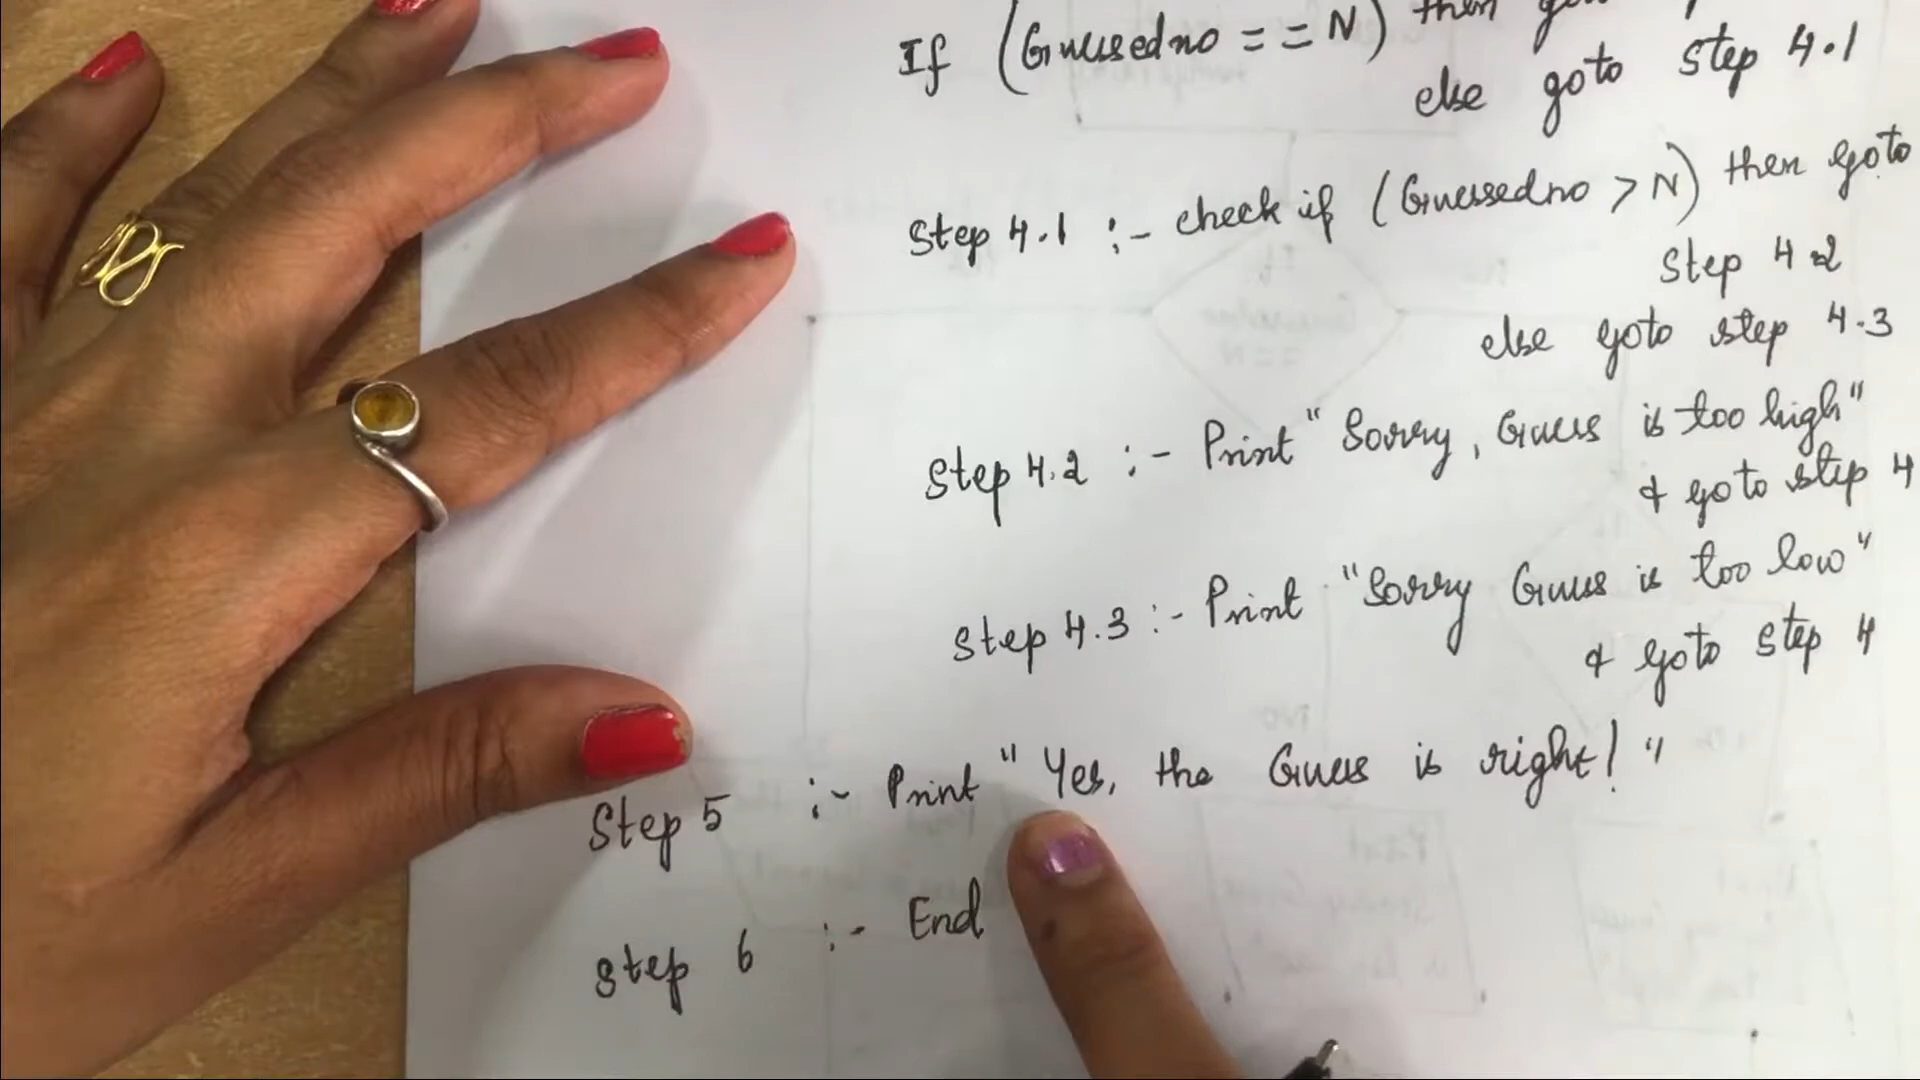 If (Guessedno == N) then
else goto step 4.1
Step 4.1 :- check if (Guessedno > N) then goto
Step 4.2
else goto step 4.3
Step 4.2 :- Print "Sorry, Guess is too high"
& goto step 4
Step 4.3 :- Print "Sorry Guess is too low"
& goto step 4
Step 5 :- Print "Yes, the Guess is right!"
Step 6 :- End